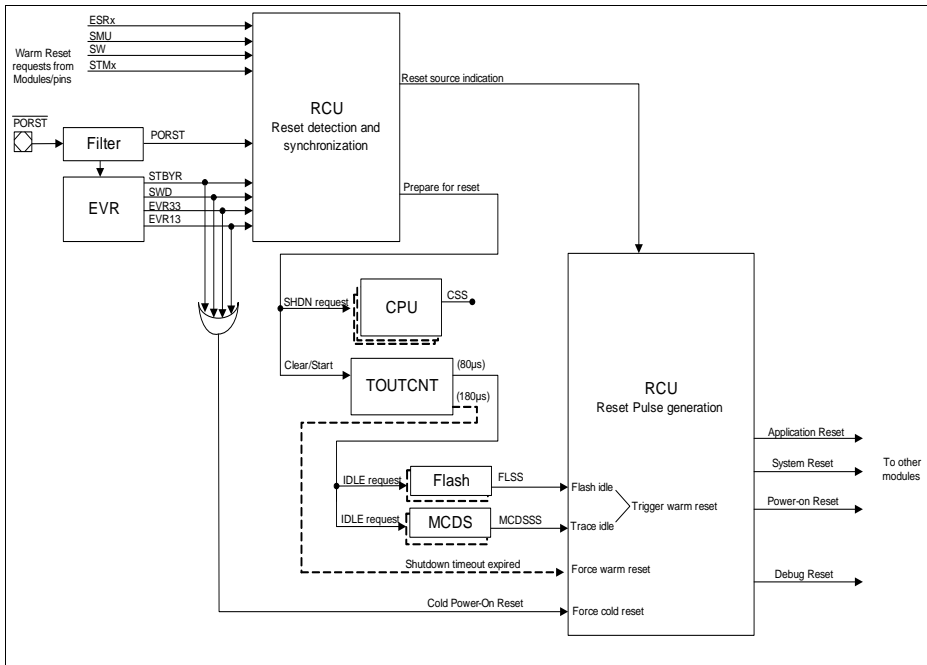 ESRx
SMU
SW
STMx
Warm Reset
requests from
Modules/pins
PORST
Filter
PORST
EVR
STBYR
SWD
EVR33
EVR13
RCU
Reset detection and
synchronization
Reset source indication
Prepare for reset
SHDN request
CPU
CSS
Clear/Start
TOUTCNT
(80µs)
(180µs)
IDLE request
Flash
FLSS
IDLE request
MCDS
MCDSSS
Shutdown timeout expired
Cold Power-On Reset
RCU
Reset Pulse generation
Flash idle
Trace idle
Trigger warm reset
Force warm reset
Force cold reset
Application Reset
System Reset
Power-on Reset
Debug Reset
To other
modules